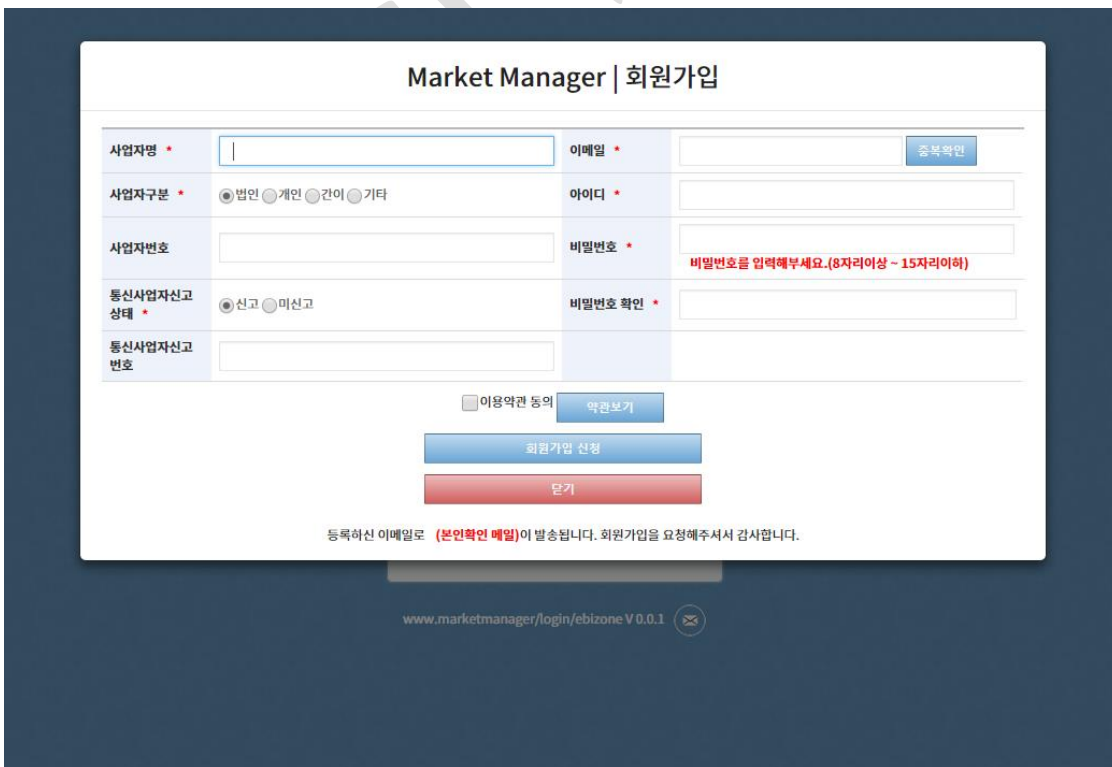 Market Manager | 회원가입
사업자명 *
이메일 *
중복확인
사업자구분 *
법인 개인 간이 기타
아이디 *
사업자번호
비밀번호 *
비밀번호를 입력해부세요.(8자리이상 ~ 15자리이하)
통신사업자신고
상태 *
신고 미신고
비밀번호 확인 *
통신사업자신고
번호
이용약관 동의
약관보기
회원가입 신청
닫기
등록하신 이메일로 (본인확인 메일)이 발송됩니다. 회원가입을 요청해주셔서 감사합니다.
www.marketmanager/login/ebizone V 0.0.1